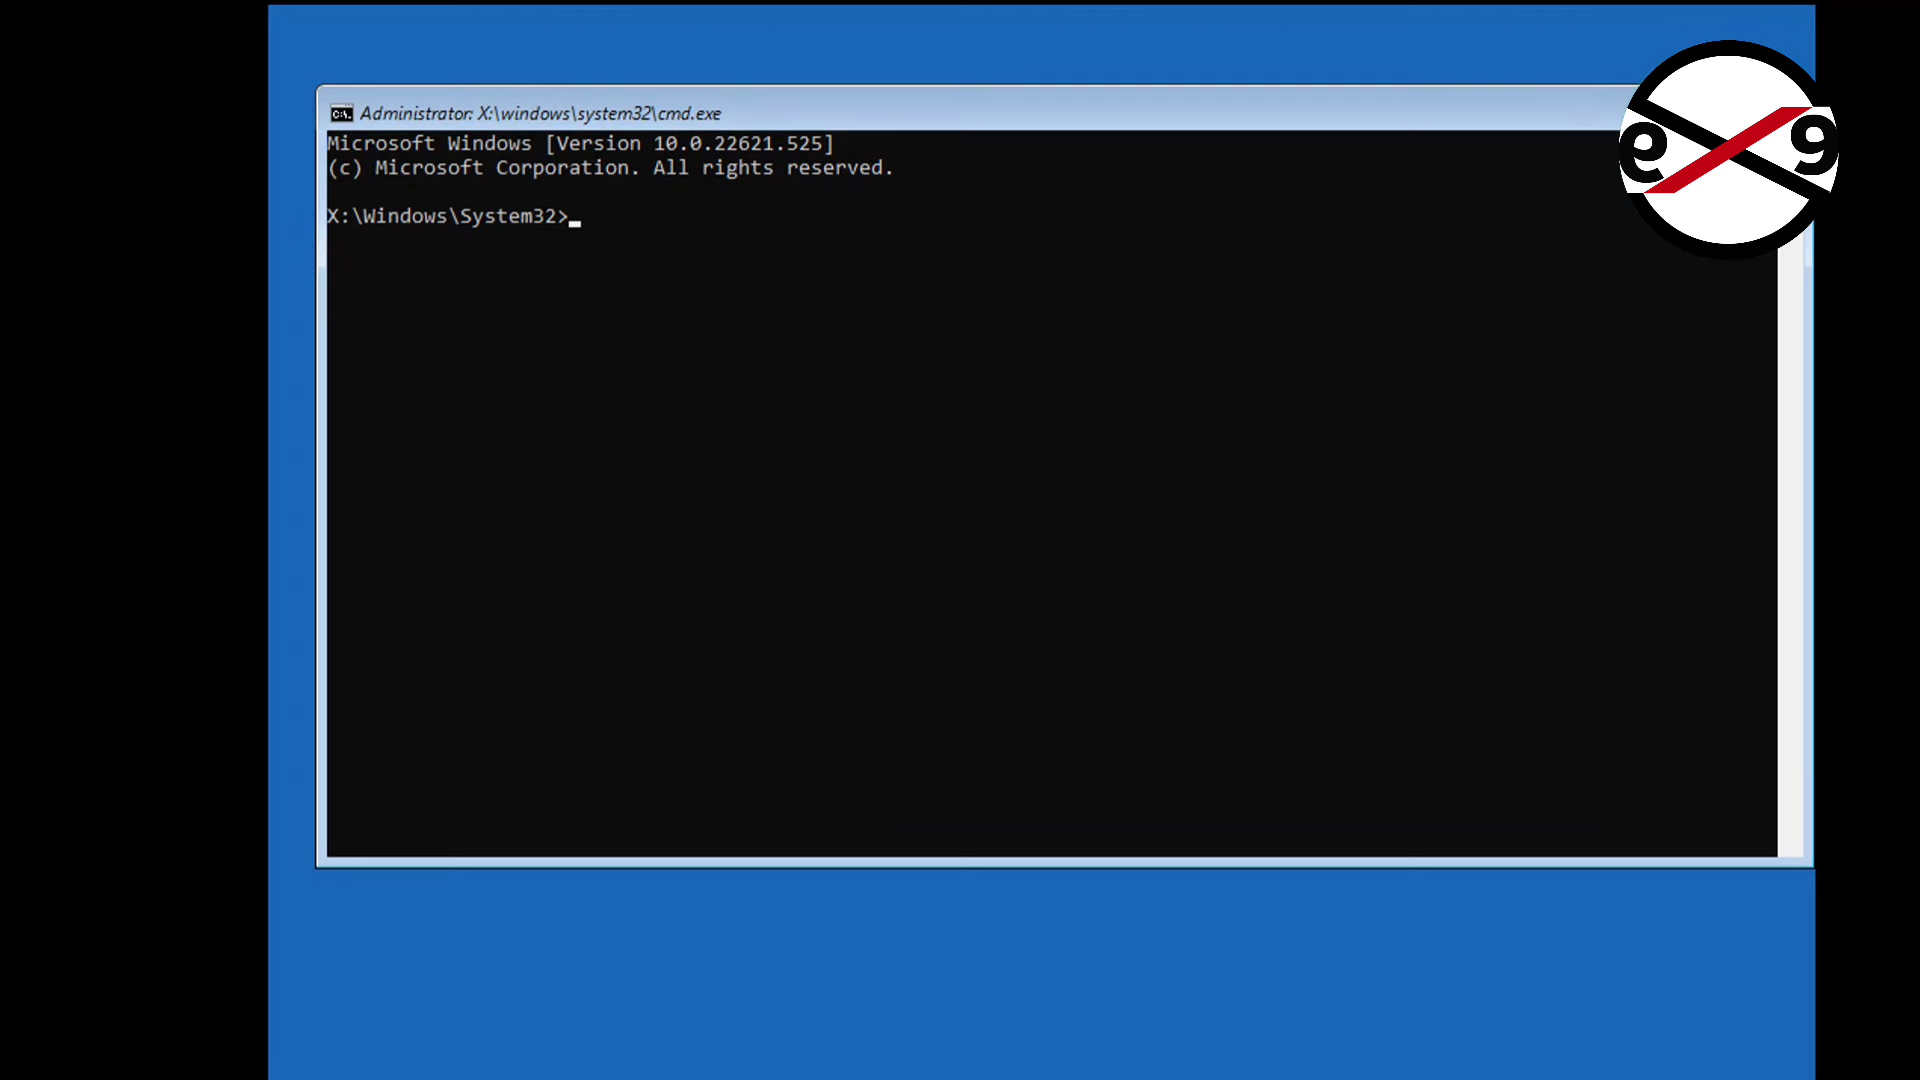 Administrator: X:\windows\system32\cmd.exe
Microsoft Windows [Version 10.0.22621.525]
(c) Microsoft Corporation. All rights reserved.
X:\Windows\System32>
e 9